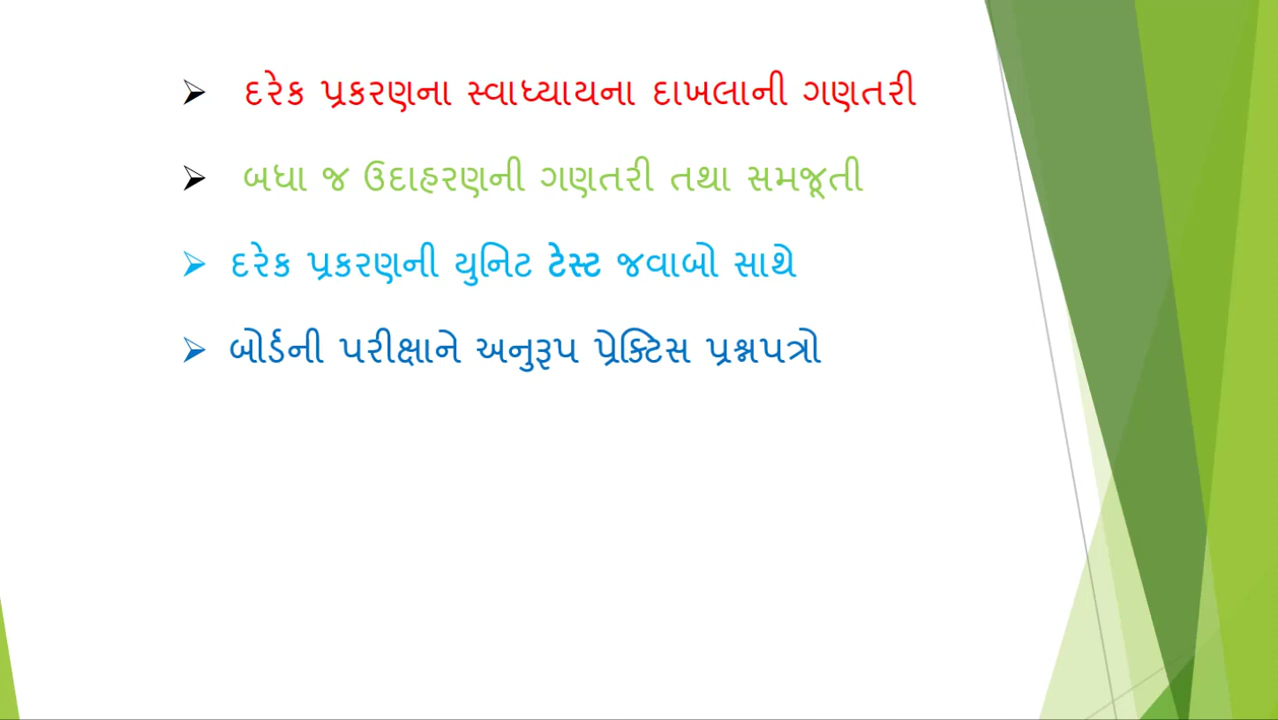 દરેક પ્રકરણના સ્વાધ્યાયના દાખલાની ગણતરી
બધા જ ઉદાહરણની ગણતરી તથા સમજૂતી
દરેક પ્રકરણની યુનિટ ટેસ્ટ જવાબો સાથે
બોર્ડની પરીક્ષાને અનુરૂપ પ્રેક્ટિસ પ્રશ્નપત્રો